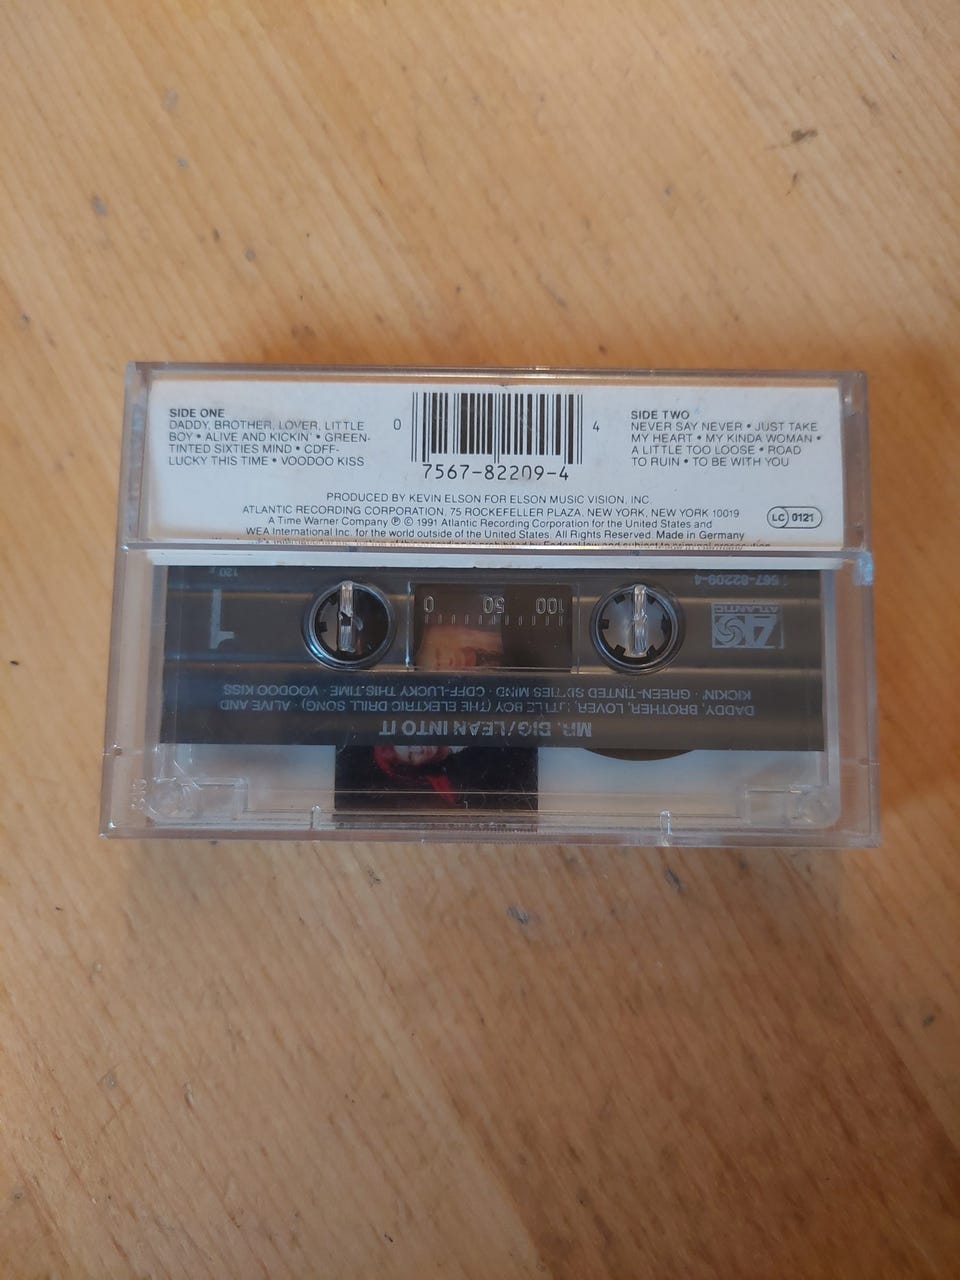 SIDE ONE
DADDY, BROTHER, LOVER, LITTLE
BOY • ALIVE AND KICKIN' • GREEN-
TINTED SIXTIES MIND • CDFF-
LUCKY THIS TIME • VOODOO KISS
0
4
7567-82209-4
SIDE TWO
NEVER SAY NEVER • JUST TAKE
MY HEART • MY KINDA WOMAN •
A LITTLE TOO LOOSE • ROAD
TO RUIN • TO BE WITH YOU
PRODUCED BY KEVIN ELSON FOR ELSON MUSIC VISION, INC.
ATLANTIC RECORDING CORPORATION, 75 ROCKEFELLER PLAZA, NEW YORK, NEW YORK 10019
A Time Warner Company ℗ © 1991 Atlantic Recording Corporation for the United States and
WEA International Inc. for the world outside of the United States. All Rights Reserved. Made in Germany
LC 0121
7567-82209-4
ATLANTIC
1
0 50 100
MR. BIG/LEAN INTO IT
DADDY, BROTHER, LOVER, LITTLE BOY (THE ELEKTRIC DRILL SONG) · ALIVE AND
KICKIN' · GREEN-TINTED SIXTIES MIND · CDFF-LUCKY THIS TIME · VOODOO KISS